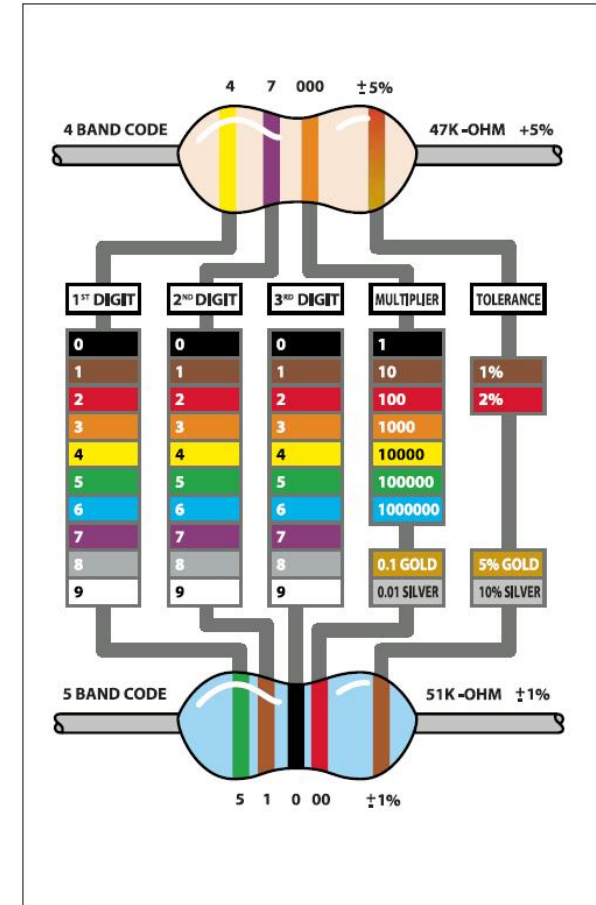 4 7 000 ±5%
4 BAND CODE 47K-OHM +5%
1ST DIGIT 2ND DIGIT 3RD DIGIT MULTIPLIER TOLERANCE
0 0 0 1
1 1 1 10 1%
2 2 2 100 2%
3 3 3 1000
4 4 4 10000
5 5 5 100000
6 6 6 1000000
7 7 7
8 8 8 0.1 GOLD 5% GOLD
9 9 9 0.01 SILVER 10% SILVER
5 BAND CODE 51K-OHM ±1%
5 1 0 00 ±1%